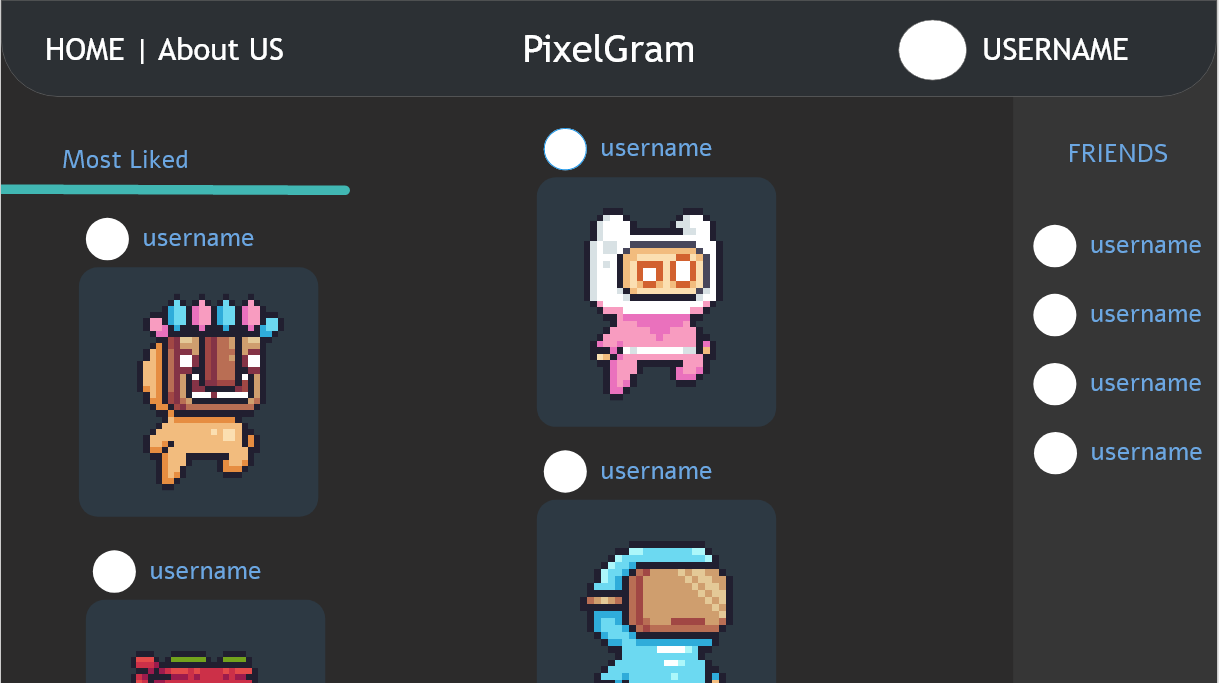 HOME | About US
PixelGram
USERNAME
Most Liked
username
username
username
username
FRIENDS
username
username
username
username